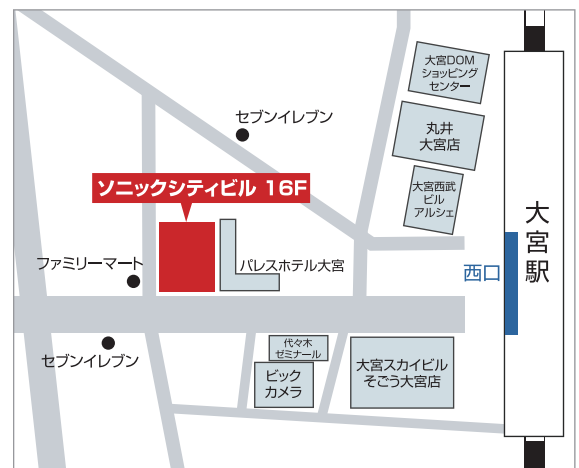 大宮DOM
ショッピング
センター
セブンイレブン
丸井
大宮店
ソニックシティビル 16F
大宮西武
ビル
アルシェ
大宮駅
ファミリーマート
パレスホテル大宮
西口
セブンイレブン
代々木
ゼミナール
ビック
カメラ
大宮スカイビル
そごう大宮店